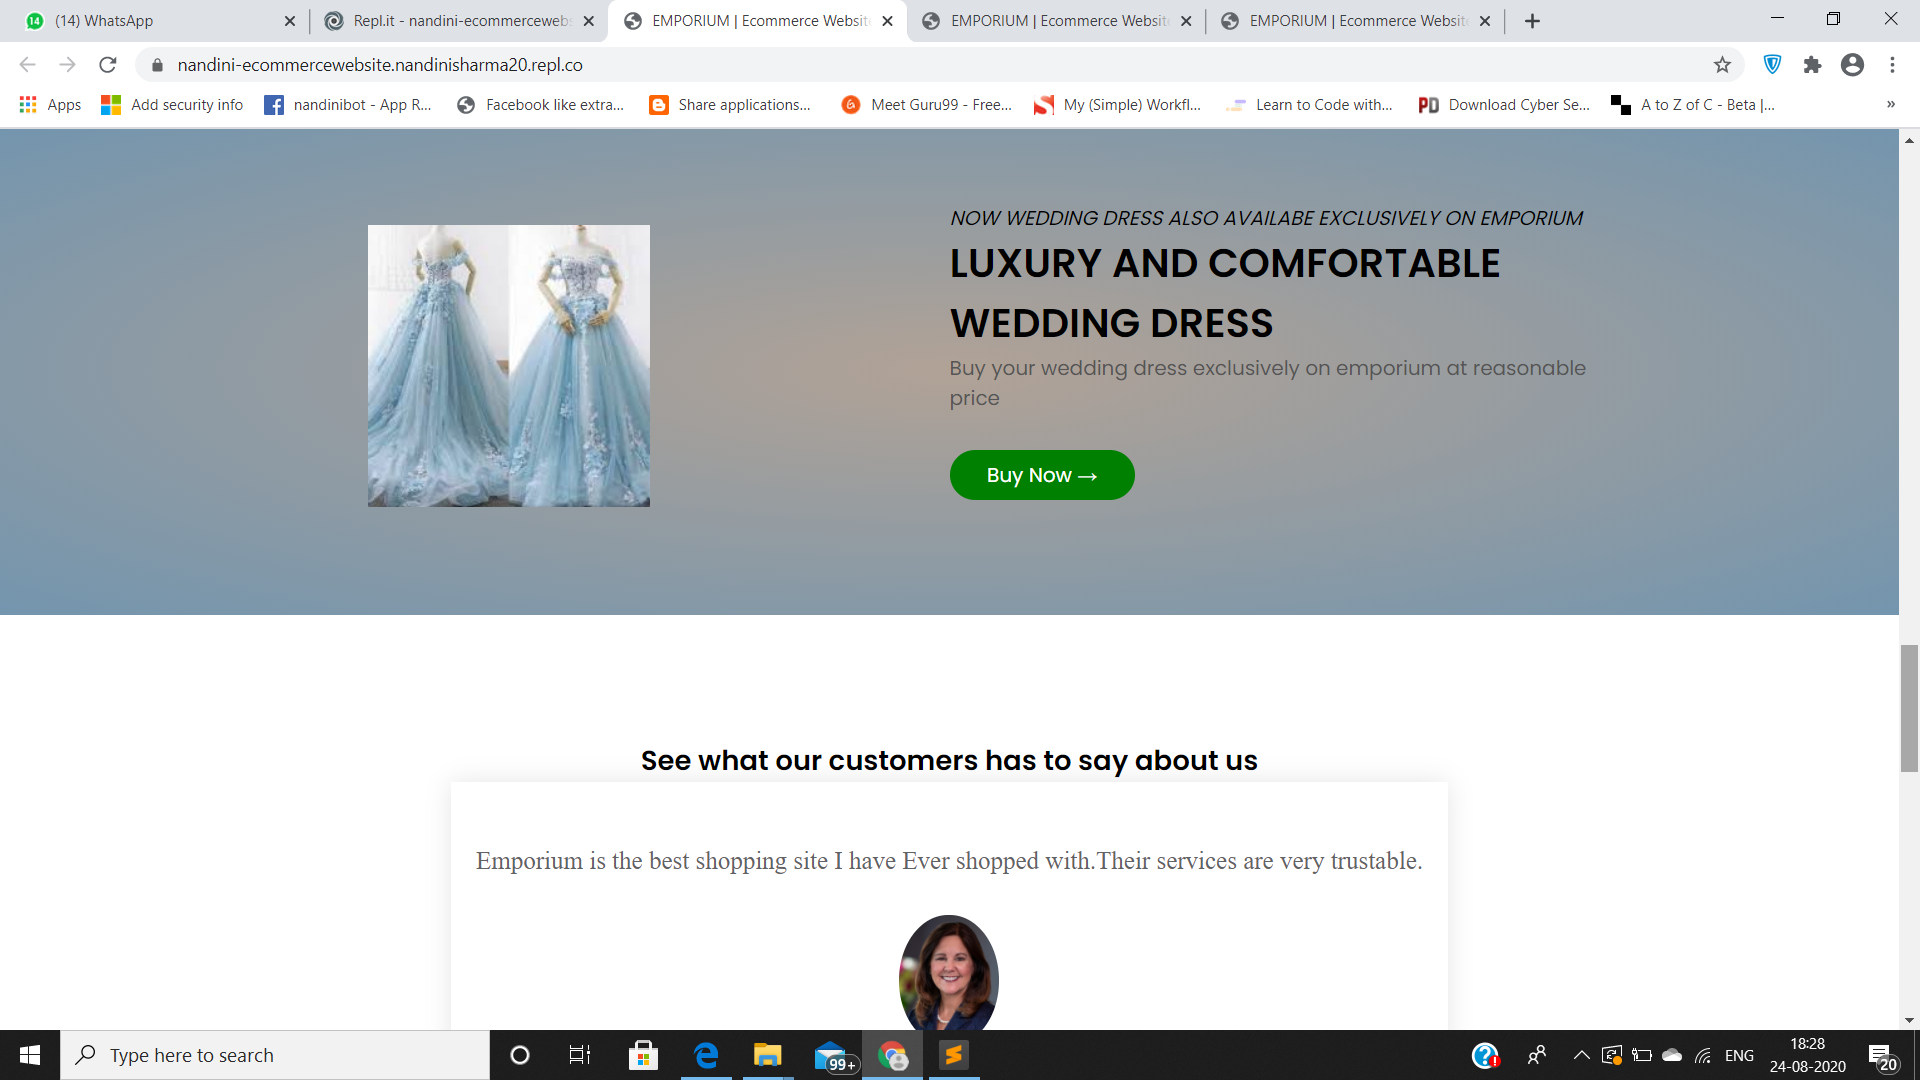 (14) WhatsApp
Repl.it - nandini-ecommerceweb
EMPORIUM | Ecommerce Website
EMPORIUM | Ecommerce Website
EMPORIUM | Ecommerce Website
nandini-ecommercewebsite.nandinisharma20.repl.co
Apps
Add security info
nandinibot - App R...
Facebook like extra...
Share applications...
Meet Guru99 - Free...
My (Simple) Workfl...
Learn to Code with...
PD Download Cyber Se...
A to Z of C - Beta |...
»
NOW WEDDING DRESS ALSO AVAILABE EXCLUSIVELY ON EMPORIUM
LUXURY AND COMFORTABLE
WEDDING DRESS
Buy your wedding dress exclusively on emporium at reasonable
price
Buy Now →
See what our customers has to say about us
Emporium is the best shopping site I have Ever shopped with.Their services are very trustable.
Type here to search
99+
ENG
18:28
24-08-2020
20